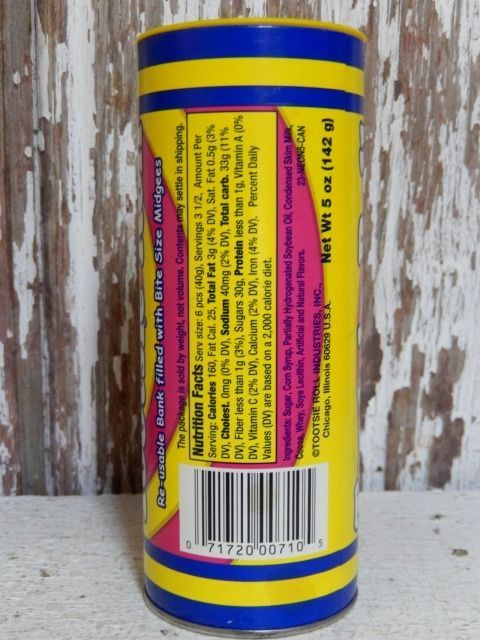 Re-usable Bank filled with Bite Size Midgees
The package is sold by weight, not volume. Contents may settle in shipping.
Nutrition Facts Serv size: 6 pcs (40g), Servings 3 1/2, Amount Per
Serving: Calories 160, Fat Cal. 25, Total Fat 3g (4% DV), Sat. Fat 0.5g (3%
DV), Cholest. 0mg (0% DV), Sodium 40mg (2% DV), Total carb. 33g (11%
DV), Fiber less than 1g (3%), Sugars 30g, Protein less than 1g, Vitamin A (0%
DV), Vitamin C (2% DV), Calcium (2% DV), Iron (4% DV). Percent Daily
Values (DV) are based on a 2,000 calorie diet.
Ingredients: Sugar, Corn Syrup, Partially Hydrogenated Soybean Oil, Condensed Skim Milk,
Cocoa, Whey, Soya Lecithin, Artificial and Natural Flavors.
23-NEON5-CAN
©TOOTSIE ROLL INDUSTRIES, INC.,
Chicago, Illinois 60629 U.S.A.
Net Wt 5 oz (142 g)
0 71720 00710 5